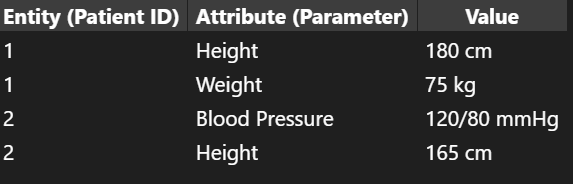 Entity (Patient ID) Attribute (Parameter) Value
1 Height 180 cm
1 Weight 75 kg
2 Blood Pressure 120/80 mmHg
2 Height 165 cm